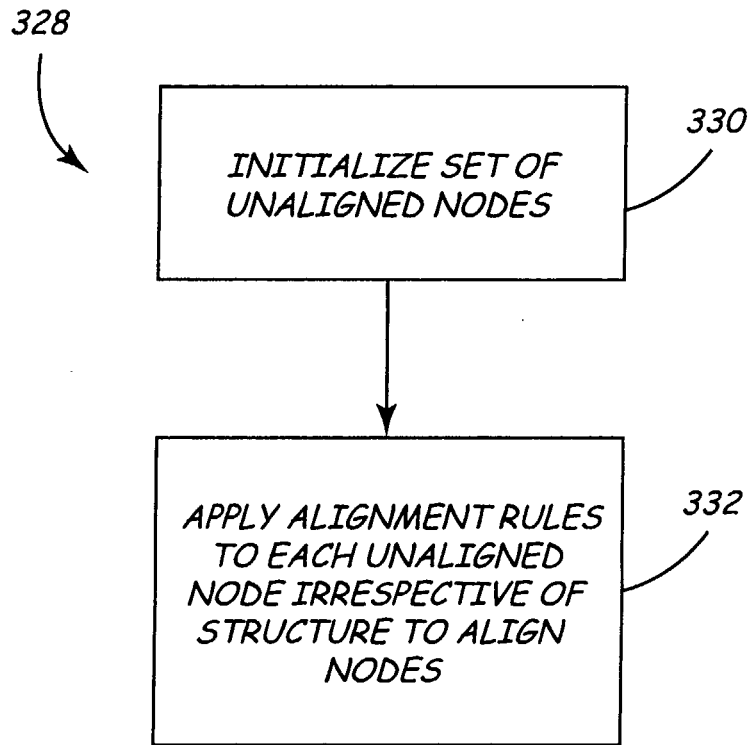 328
INITIALIZE SET OF
UNALIGNED NODES
330
APPLY ALIGNMENT RULES
TO EACH UNALIGNED
NODE IRRESPECTIVE OF
STRUCTURE TO ALIGN
NODES
332